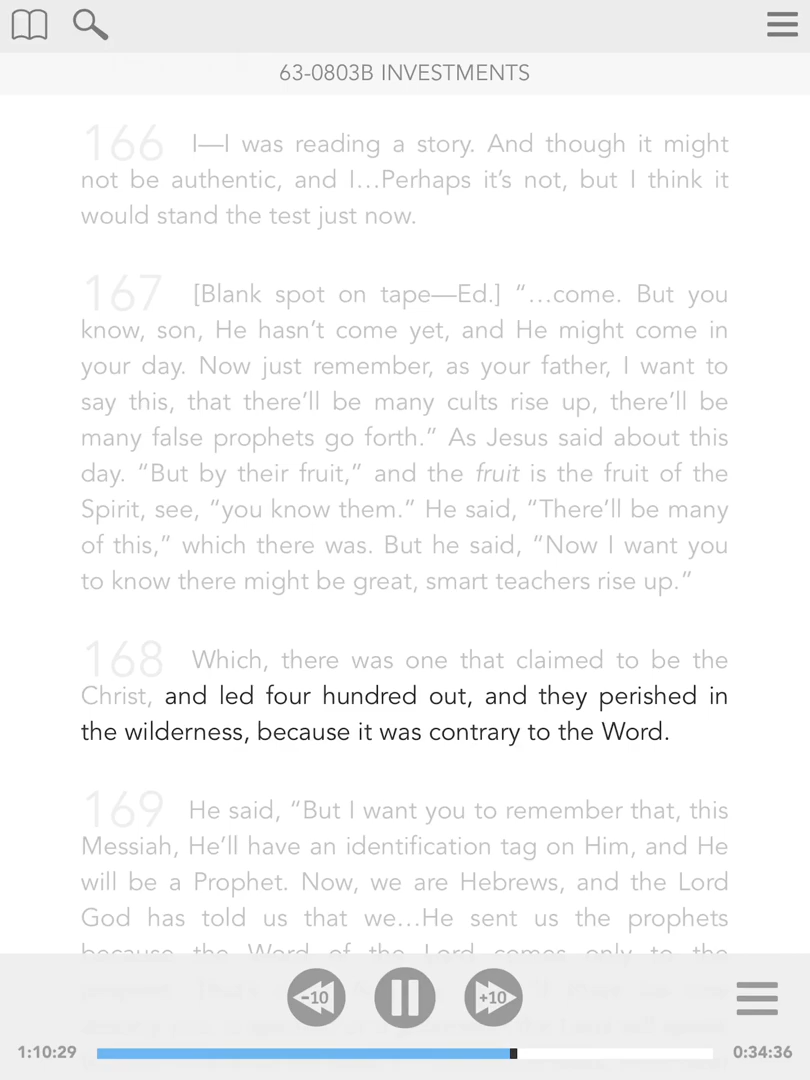 63-0803B INVESTMENTS
166 I—I was reading a story. And though it might
not be authentic, and I…Perhaps it’s not, but I think it
would stand the test just now.
167 [Blank spot on tape—Ed.] “…come. But you
know, son, He hasn’t come yet, and He might come in
your day. Now just remember, as your father, I want to
say this, that there’ll be many cults rise up, there’ll be
many false prophets go forth.” As Jesus said about this
day. “But by their fruit,” and the fruit is the fruit of the
Spirit, see, “you know them.” He said, “There’ll be many
of this,” which there was. But he said, “Now I want you
to know there might be great, smart teachers rise up.”
168 Which, there was one that claimed to be the
Christ, and led four hundred out, and they perished in
the wilderness, because it was contrary to the Word.
169 He said, “But I want you to remember that, this
Messiah, He’ll have an identification tag on Him, and He
will be a Prophet. Now, we are Hebrews, and the Lord
God has told us that we…He sent us the prophets
because the Word of the Lord comes only to the
-10 +10
1:10:29 0:34:36